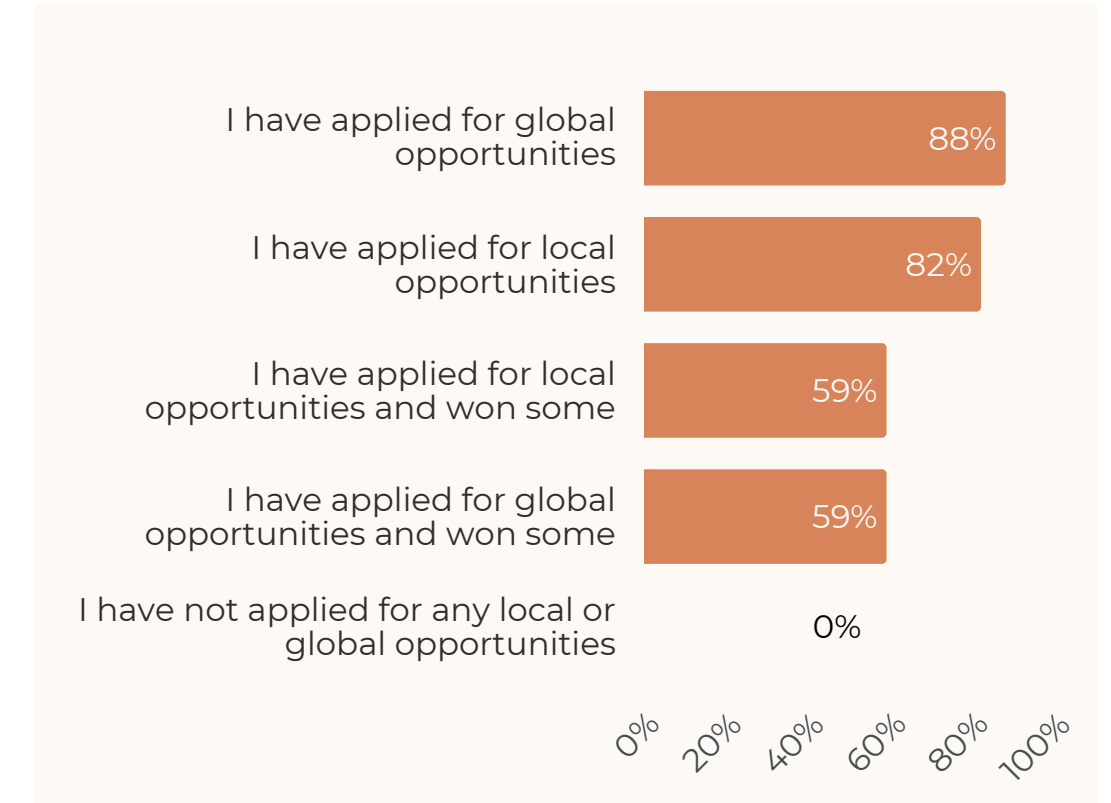 I have applied for global
opportunities
88%
I have applied for local
opportunities
82%
I have applied for local
opportunities and won some
59%
I have applied for global
opportunities and won some
59%
I have not applied for any local or
global opportunities
0%
0% 20% 40% 60% 80% 100%